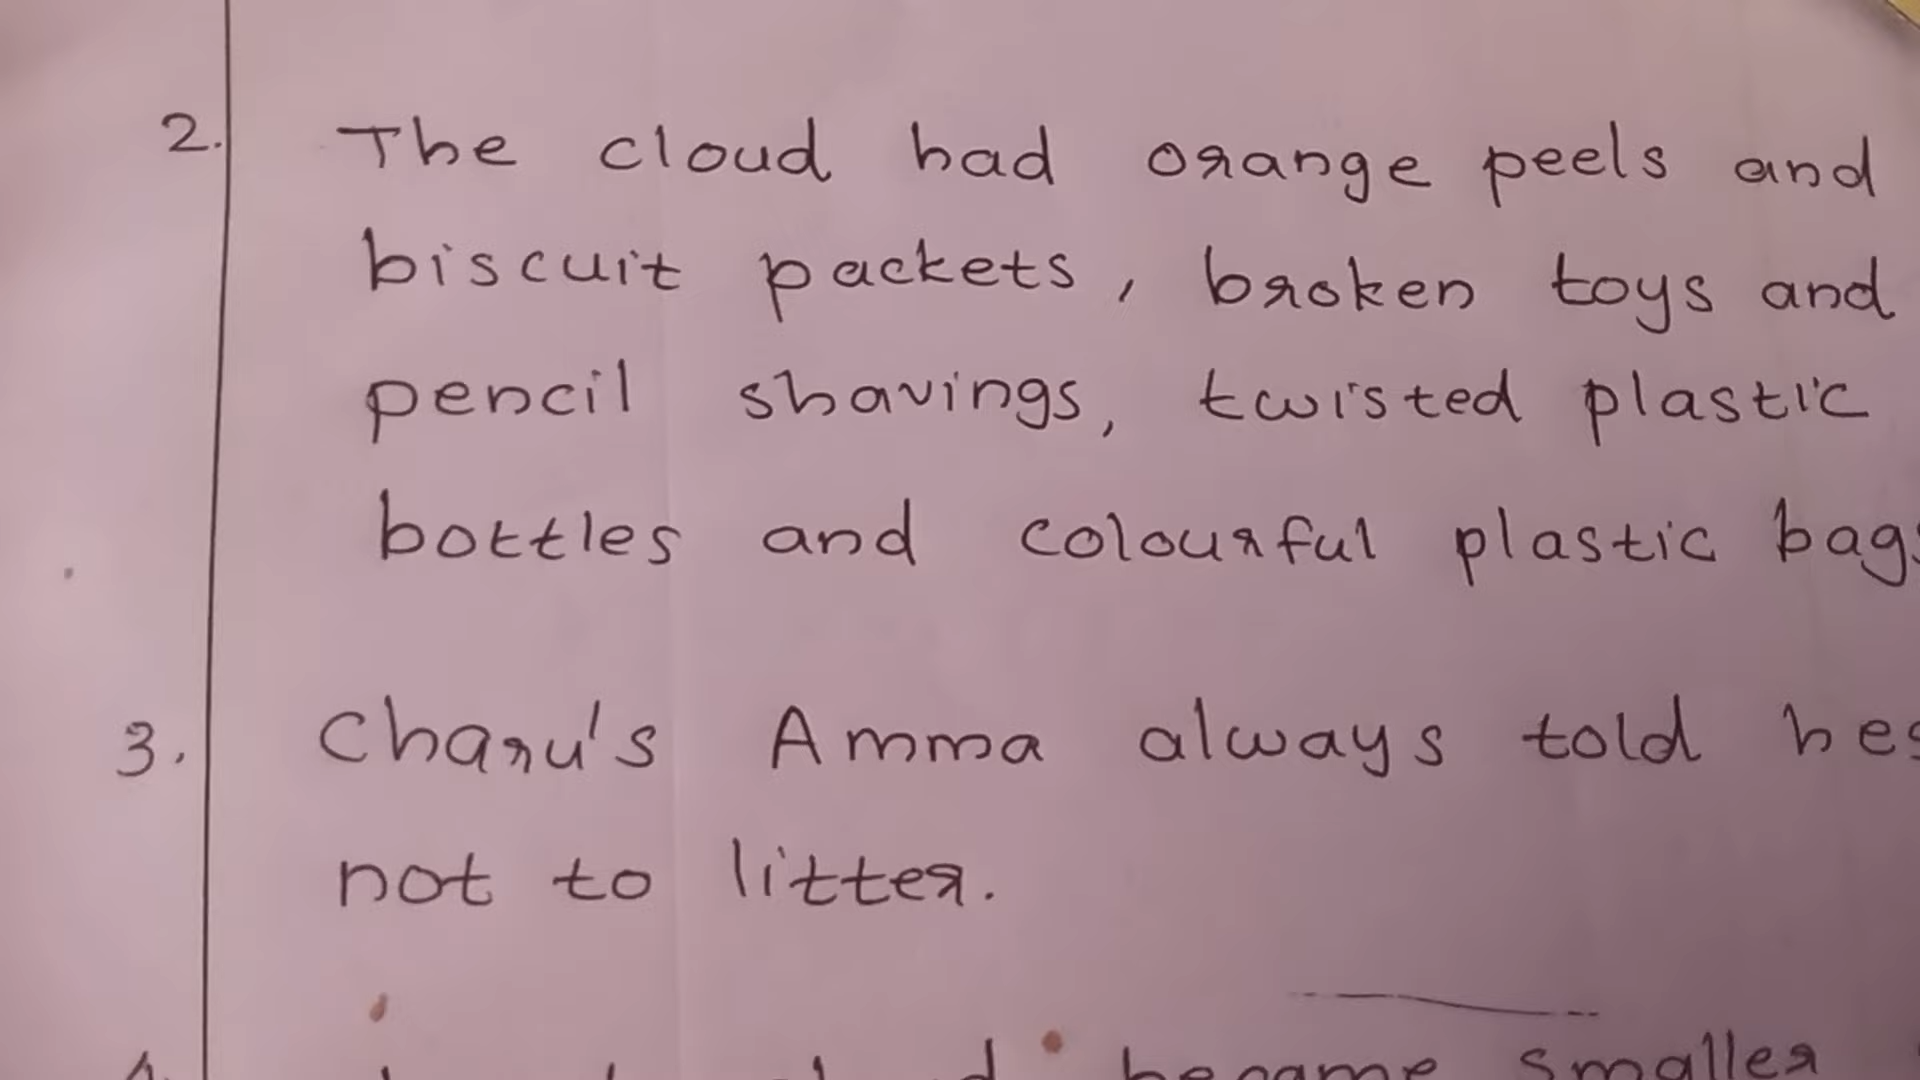 2. The cloud had orange peels and
biscuit packets, broken toys and
pencil shavings, twisted plastic
bottles and colourful plastic bags
3. Charu's Amma always told
not to litter.
became smaller